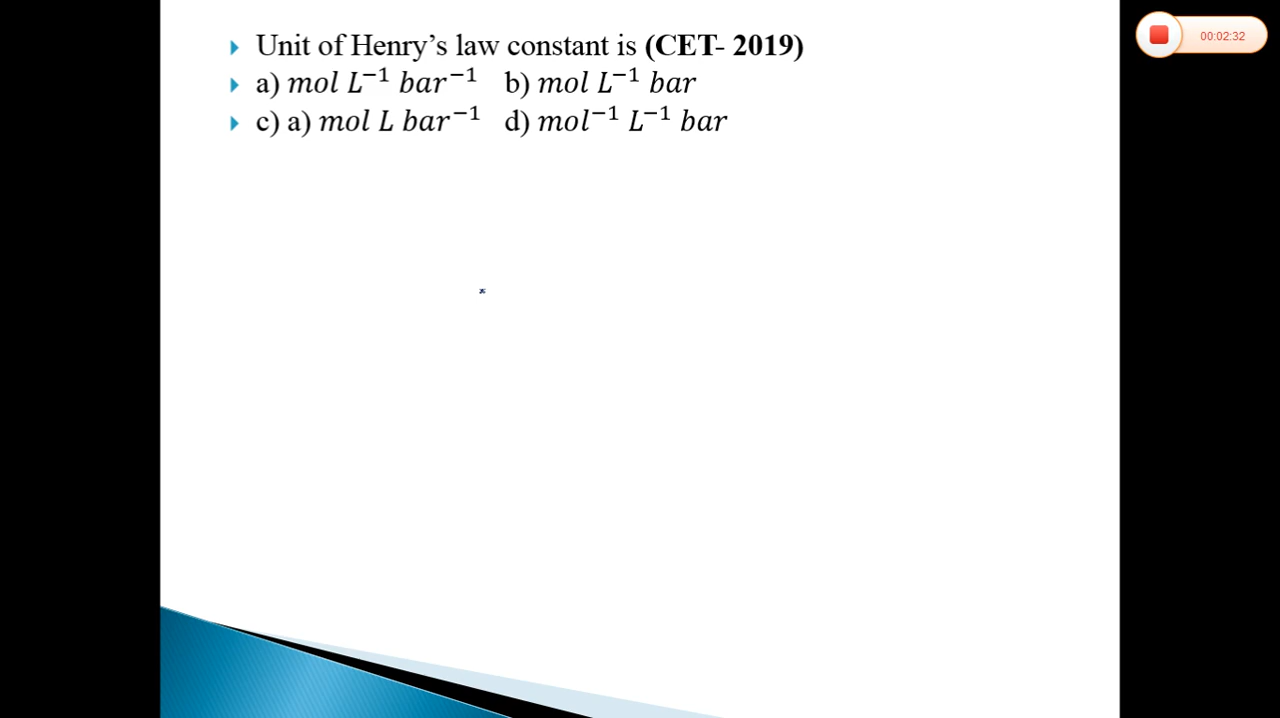 Unit of Henry’s law constant is (CET- 2019)
a) mol L⁻¹ bar⁻¹ b) mol L⁻¹ bar
c) a) mol L bar⁻¹ d) mol⁻¹ L⁻¹ bar
00:02:32